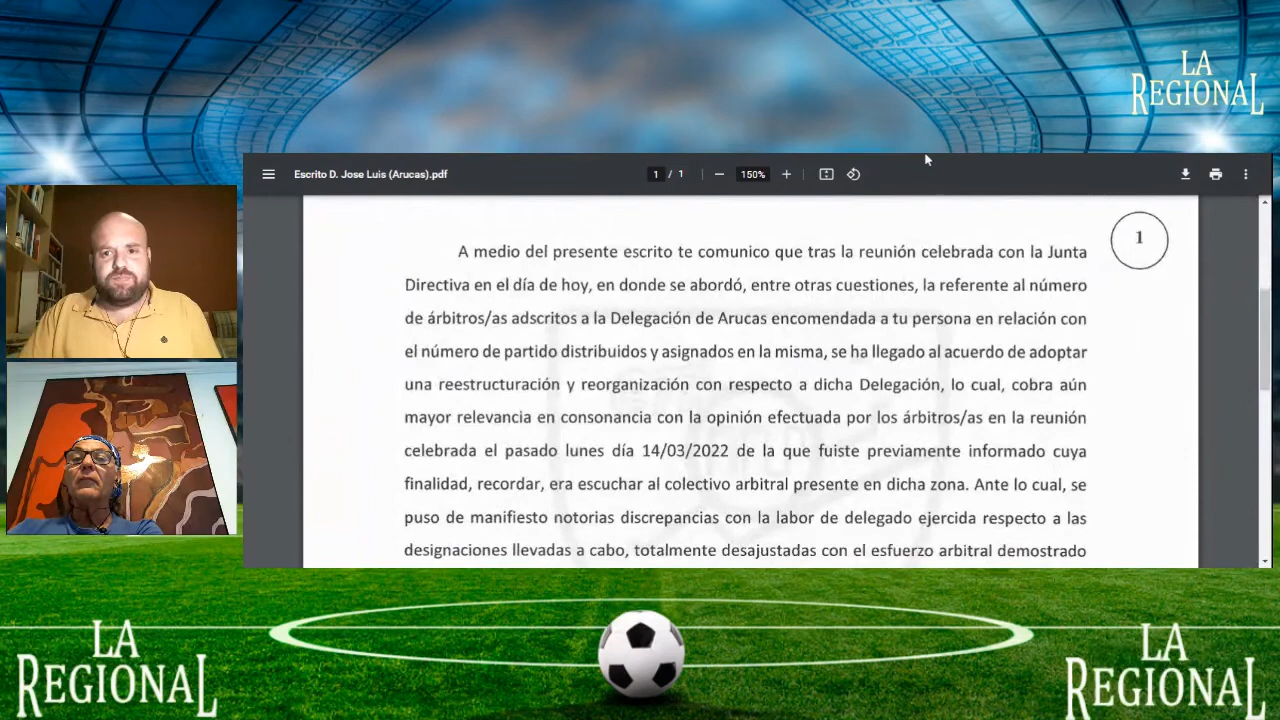 LA
REGIONAL
Escrito D. Jose Luis (Arucas).pdf
1 / 1
150%
1
A medio del presente escrito te comunico que tras la reunión celebrada con la Junta
Directiva en el día de hoy, en donde se abordó, entre otras cuestiones, la referente al número
de árbitros/as adscritos a la Delegación de Arucas encomendada a tu persona en relación con
el número de partido distribuidos y asignados en la misma, se ha llegado al acuerdo de adoptar
una reestructuración y reorganización con respecto a dicha Delegación, lo cual, cobra aún
mayor relevancia en consonancia con la opinión efectuada por los árbitros/as en la reunión
celebrada el pasado lunes día 14/03/2022 de la que fuiste previamente informado cuya
finalidad, recordar, era escuchar al colectivo arbitral presente en dicha zona. Ante lo cual, se
puso de manifiesto notorias discrepancias con la labor de delegado ejercida respecto a las
designaciones llevadas a cabo, totalmente desajustadas con el esfuerzo arbitral demostrado
LA
REGIONAL
LA
REGIONAL